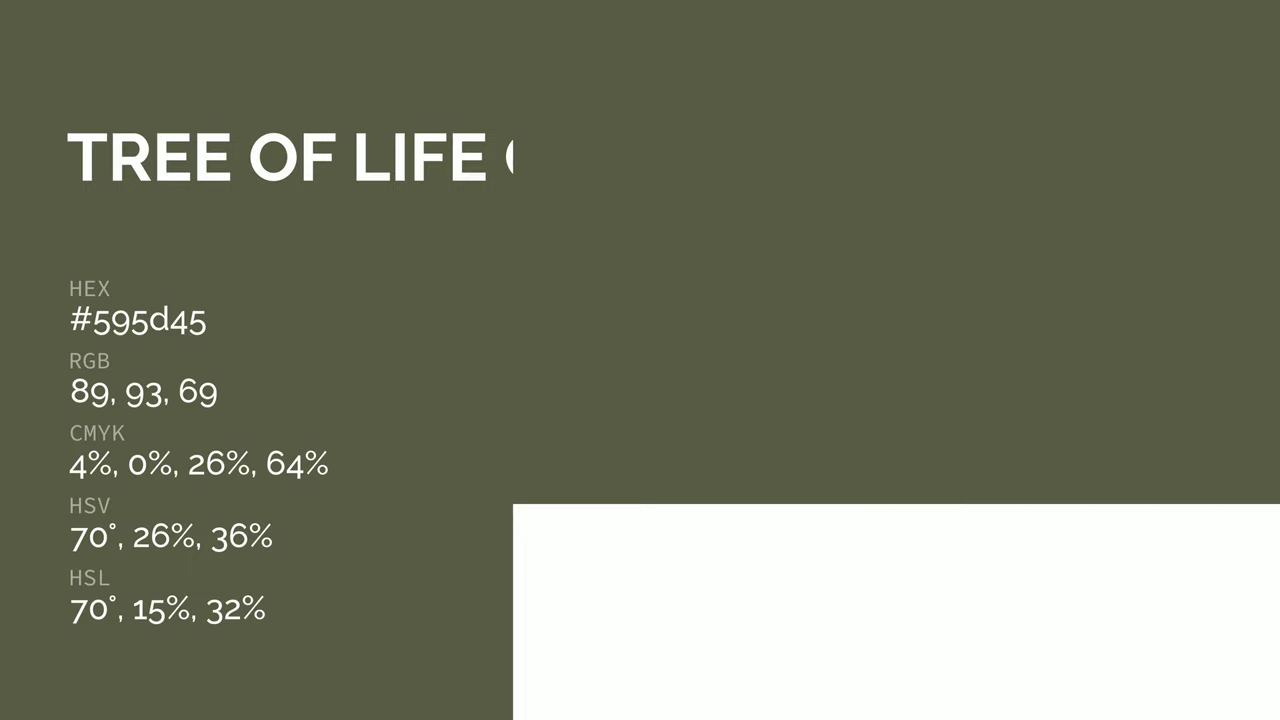 TREE OF LIFE
HEX
#595d45
RGB
89, 93, 69
CMYK
4%, 0%, 26%, 64%
HSV
70°, 26%, 36%
HSL
70°, 15%, 32%